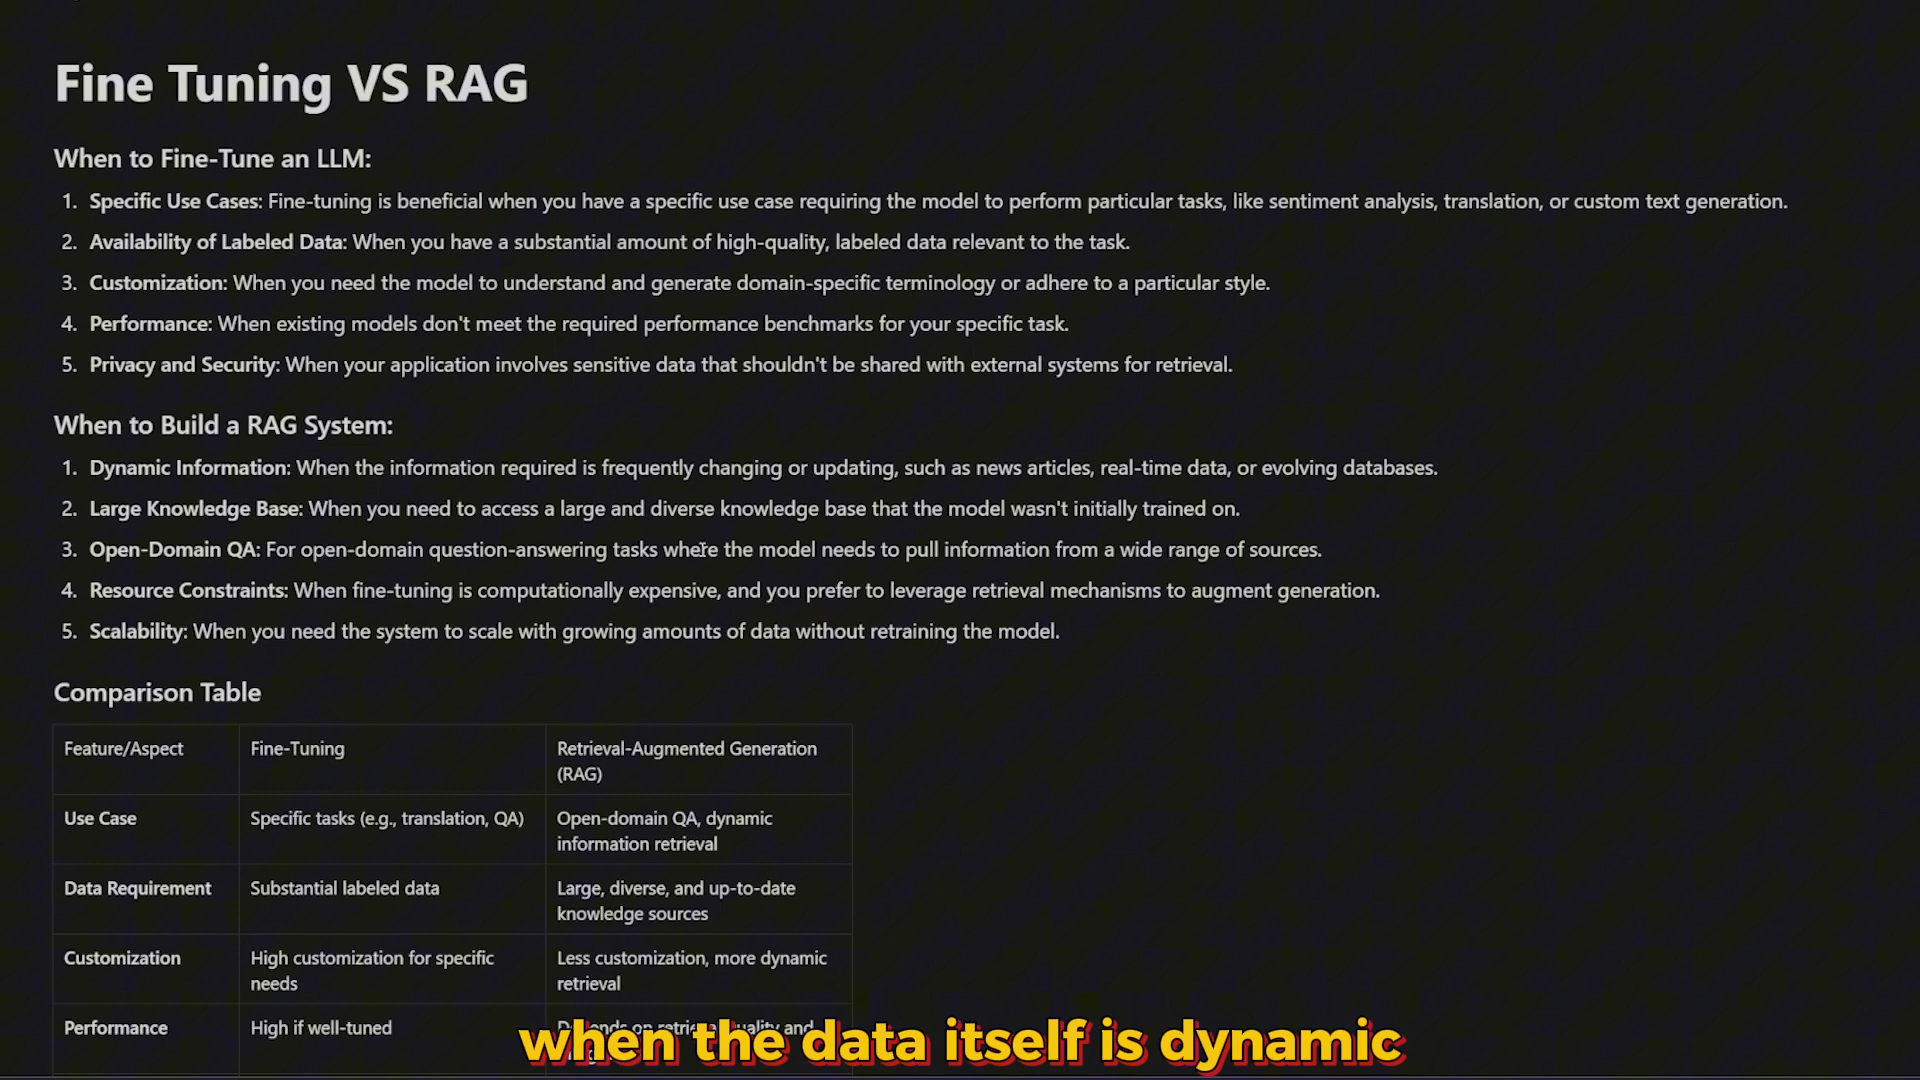 Fine Tuning VS RAG
When to Fine-Tune an LLM:
1. Specific Use Cases: Fine-tuning is beneficial when you have a specific use case requiring the model to perform particular tasks, like sentiment analysis, translation, or custom text generation.
2. Availability of Labeled Data: When you have a substantial amount of high-quality, labeled data relevant to the task.
3. Customization: When you need the model to understand and generate domain-specific terminology or adhere to a particular style.
4. Performance: When existing models don't meet the required performance benchmarks for your specific task.
5. Privacy and Security: When your application involves sensitive data that shouldn't be shared with external systems for retrieval.
When to Build a RAG System:
1. Dynamic Information: When the information required is frequently changing or updating, such as news articles, real-time data, or evolving databases.
2. Large Knowledge Base: When you need to access a large and diverse knowledge base that the model wasn't initially trained on.
3. Open-Domain QA: For open-domain question-answering tasks where the model needs to pull information from a wide range of sources.
4. Resource Constraints: When fine-tuning is computationally expensive, and you prefer to leverage retrieval mechanisms to augment generation.
5. Scalability: When you need the system to scale with growing amounts of data without retraining the model.
Comparison Table
Feature/Aspect Fine-Tuning Retrieval-Augmented Generation
(RAG)
Use Case Specific tasks (e.g., translation, QA) Open-domain QA, dynamic
information retrieval
Data Requirement Substantial labeled data Large, diverse, and up-to-date
knowledge sources
Customization High customization for specific Less customization, more dynamic
needs retrieval
Performance High if well-tuned on and
when the data itself is dynamic